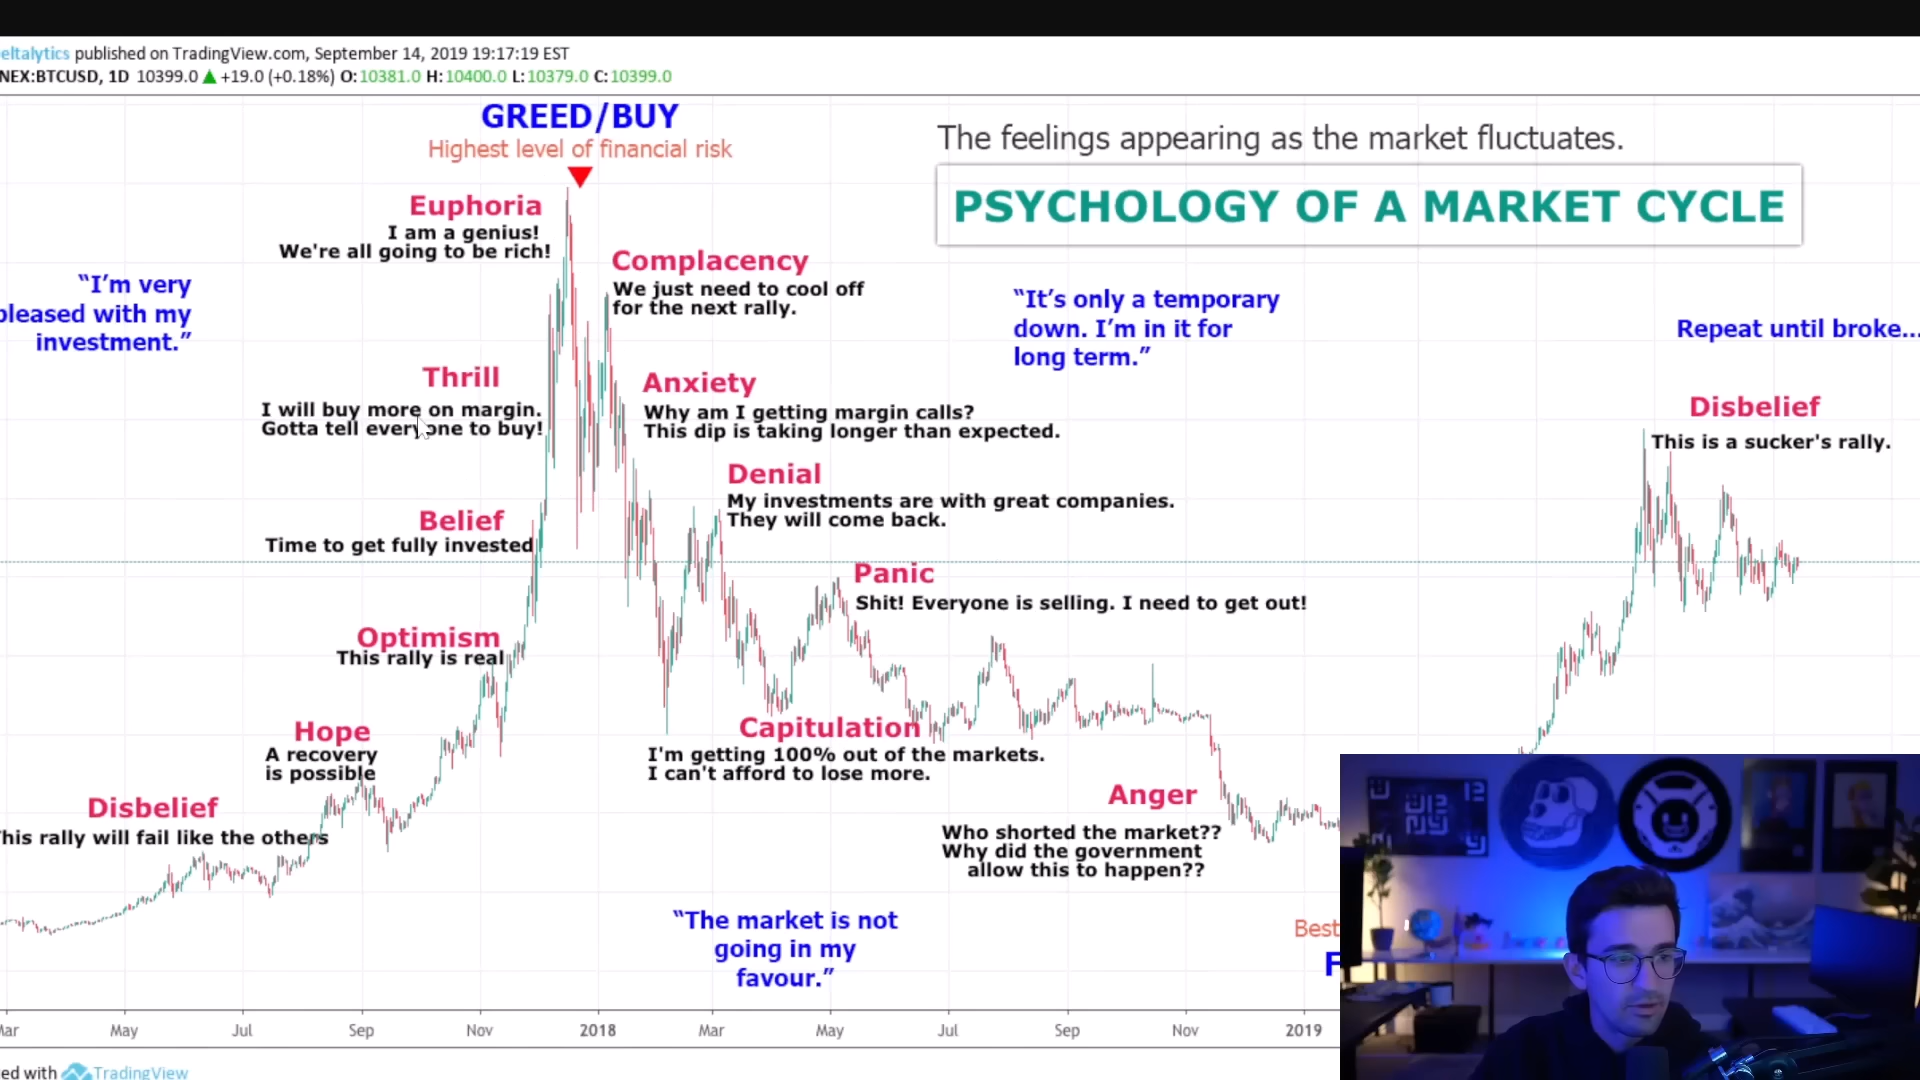 eltalytics published on TradingView.com, September 14, 2019 19:17:19 EST
NEX:BTCUSD, 1D 10399.0 ▲ +19.0 (+0.18%) O:10381.0 H:10400.0 L:10379.0 C:10399.0
GREED/BUY
Highest level of financial risk
The feelings appearing as the market fluctuates.
PSYCHOLOGY OF A MARKET CYCLE
Euphoria
I am a genius!
We're all going to be rich!
Complacency
We just need to cool off
for the next rally.
“I’m very
pleased with my
investment.”
“It’s only a temporary
down. I’m in it for
long term.”
Repeat until broke...
Thrill
I will buy more on margin.
Gotta tell everyone to buy!
Anxiety
Why am I getting margin calls?
This dip is taking longer than expected.
Disbelief
This is a sucker's rally.
Denial
My investments are with great companies.
They will come back.
Belief
Time to get fully invested
Panic
Shit! Everyone is selling. I need to get out!
Optimism
This rally is real
Hope
A recovery
is possible
Capitulation
I'm getting 100% out of the markets.
I can't afford to lose more.
Disbelief
This rally will fail like the others
Anger
Who shorted the market??
Why did the government
allow this to happen??
“The market is not
going in my
favour.”
Best
F
Mar May Jul Sep Nov 2018 Mar May Jul Sep Nov 2019
ed with TradingView